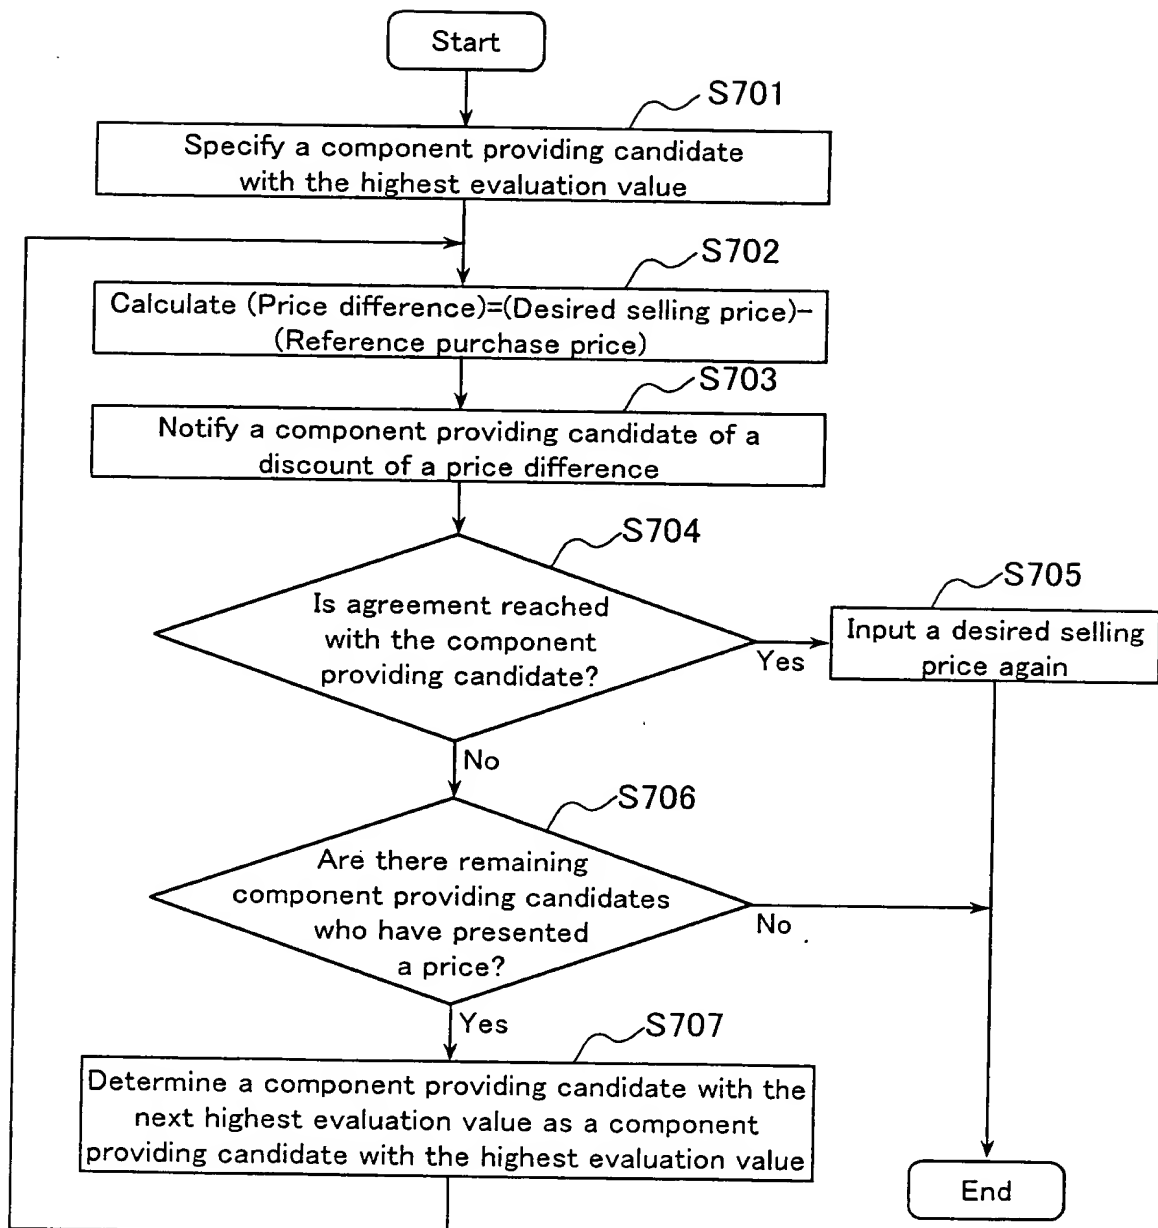 Start
S701
Specify a component providing candidate
with the highest evaluation value
S702
Calculate (Price difference)=(Desired selling price)-
(Reference purchase price)
S703
Notify a component providing candidate of a
discount of a price difference
S704
Is agreement reached
with the component
providing candidate?
Yes
S705
Input a desired selling
price again
No
S706
Are there remaining
component providing candidates
who have presented
a price?
No
Yes
S707
Determine a component providing candidate with the
next highest evaluation value as a component
providing candidate with the highest evaluation value
End